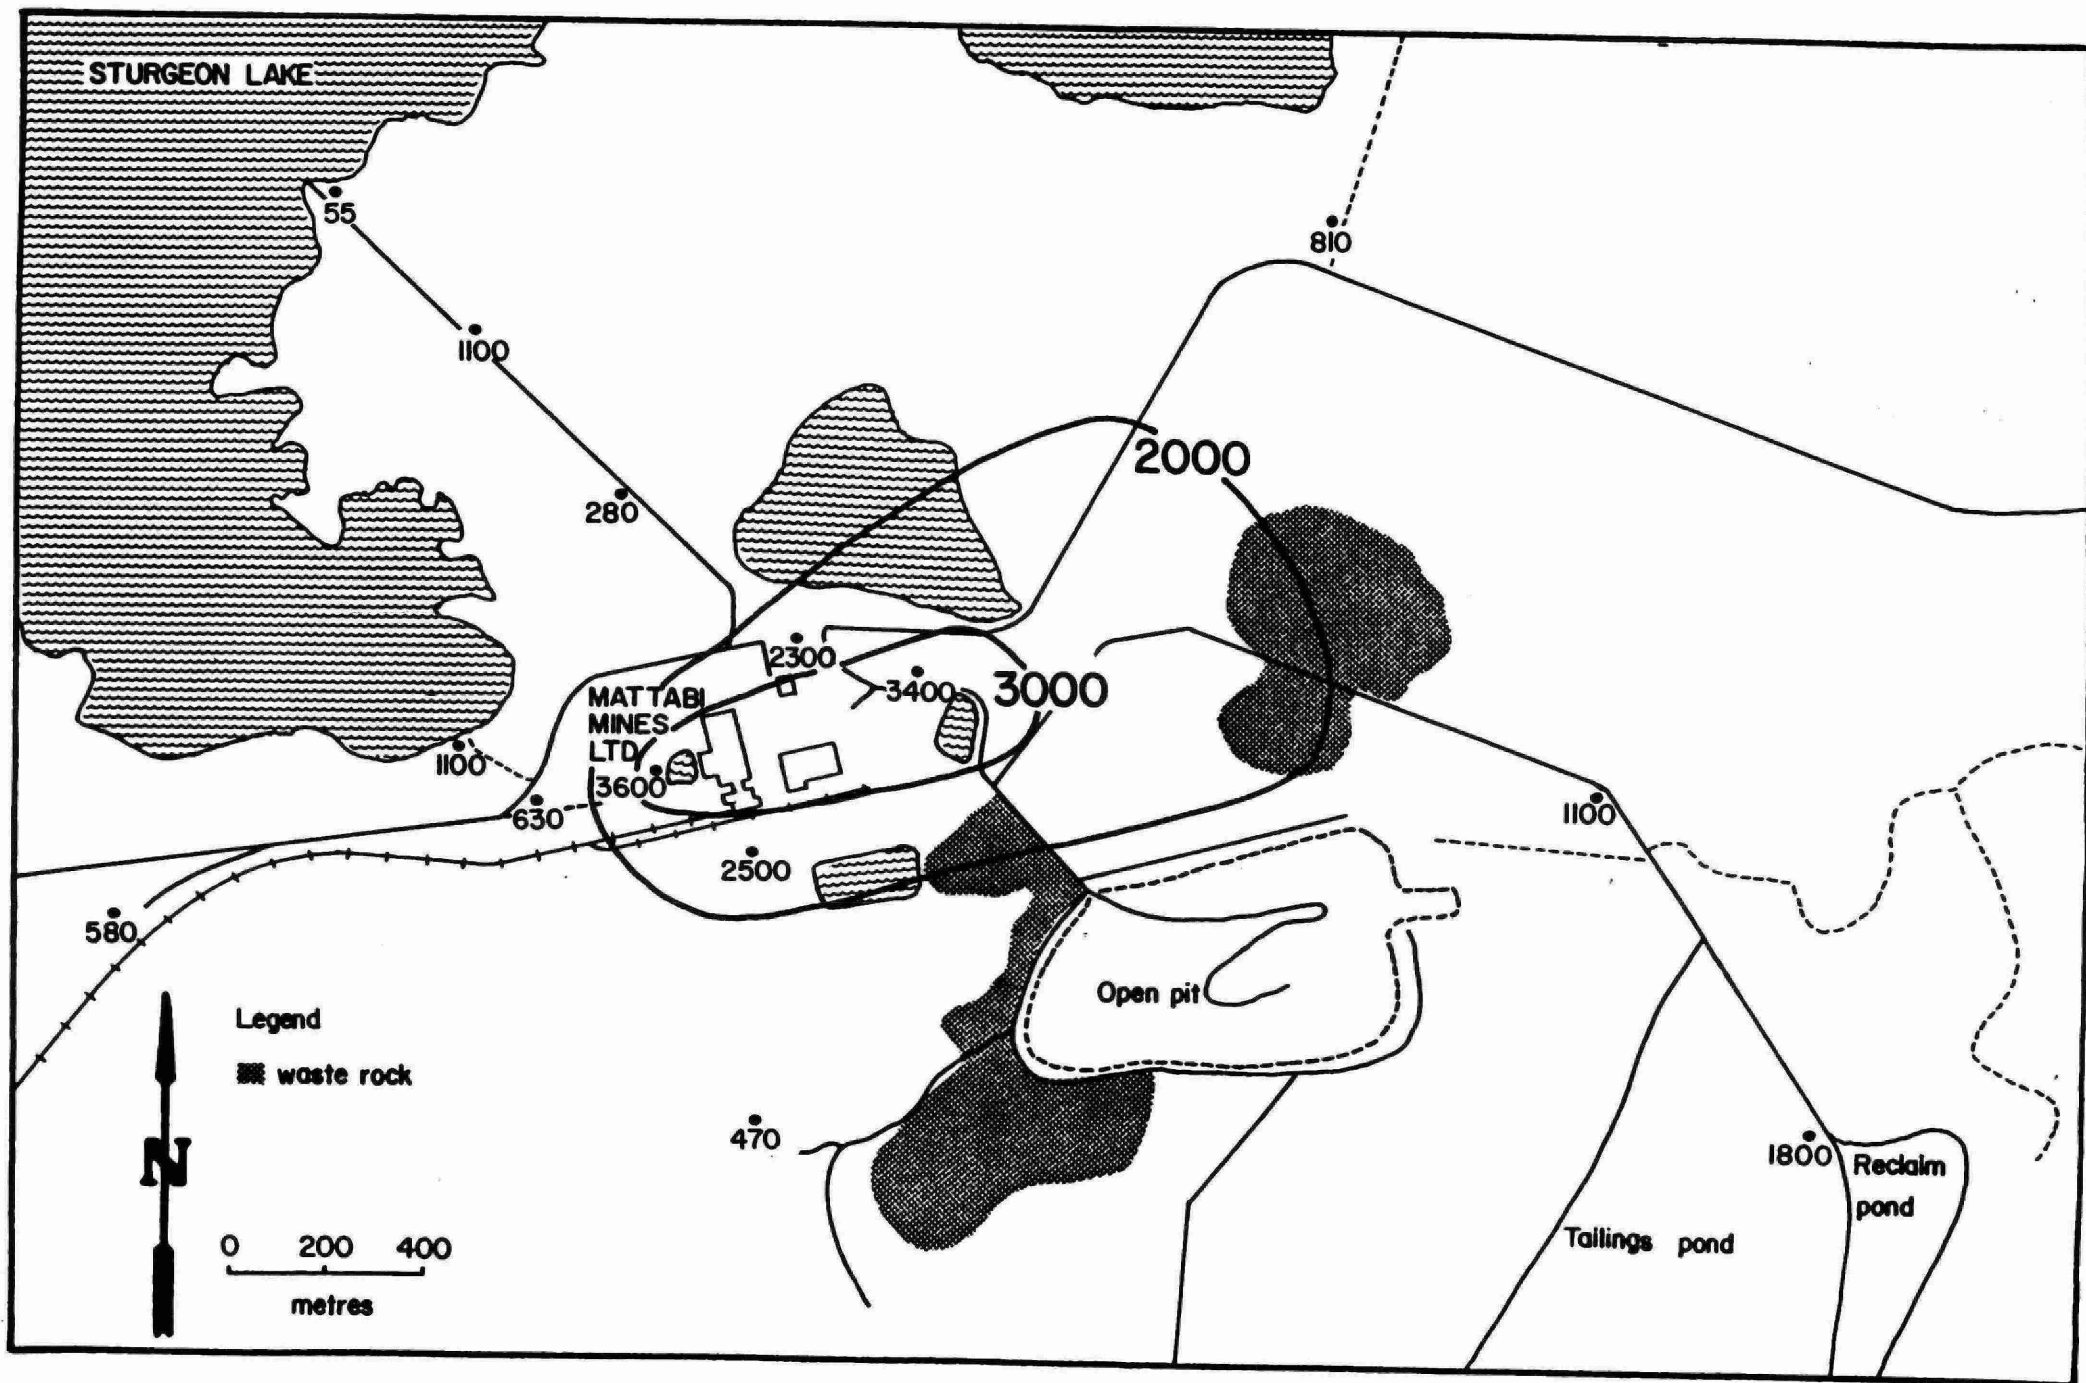 STURGEON LAKE
55
810
1100
280
2000
2300
3400
3000
MATTABI
MINES
LTD
3600
1100
630
1100
2500
580
Open pit
Legend
waste rock
470
N
1800
Reclaim
pond
Tailings pond
0 200 400
metres